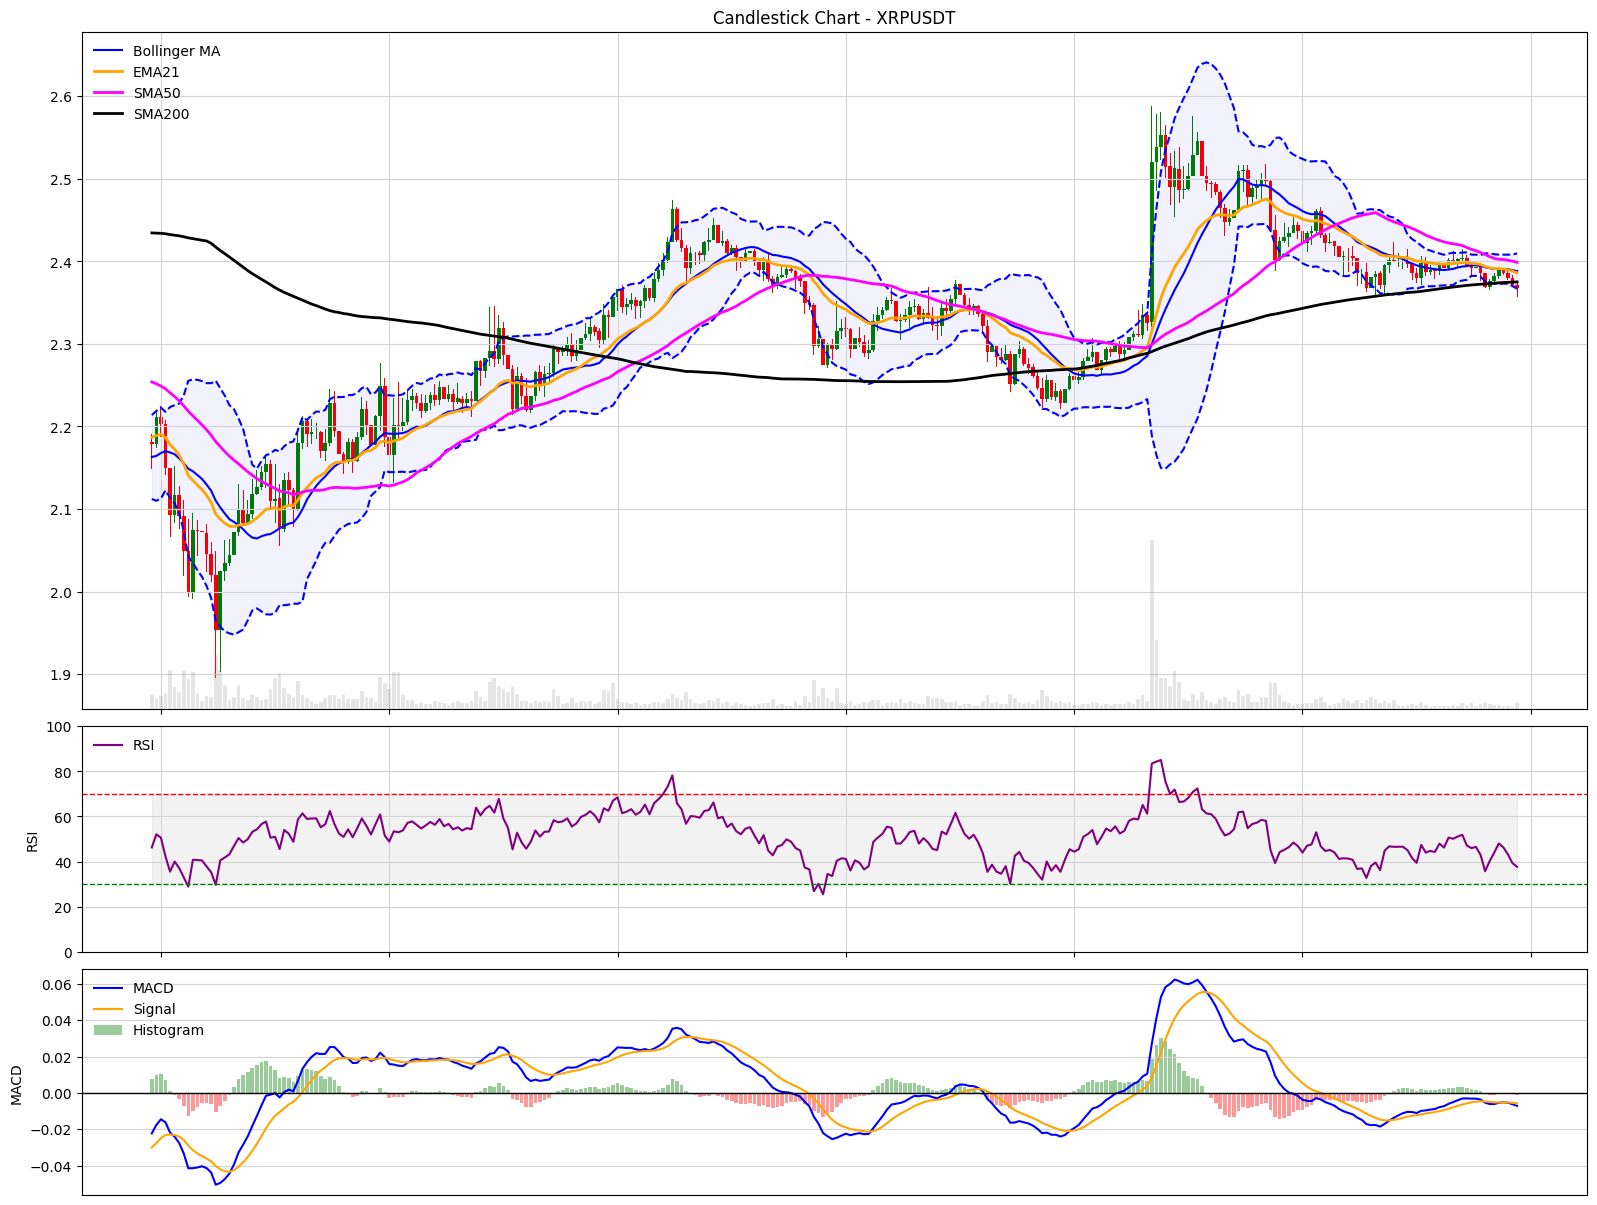 Candlestick Chart - XRPUSDT
Bollinger MA
EMA21
SMA50
SMA200
2.6
2.5
2.4
2.3
2.2
2.1
2.0
1.9
RSI
100
80
60
40
20
0
RSI
MACD
Signal
Histogram
0.06
0.04
0.02
0.00
−0.02
−0.04
MACD